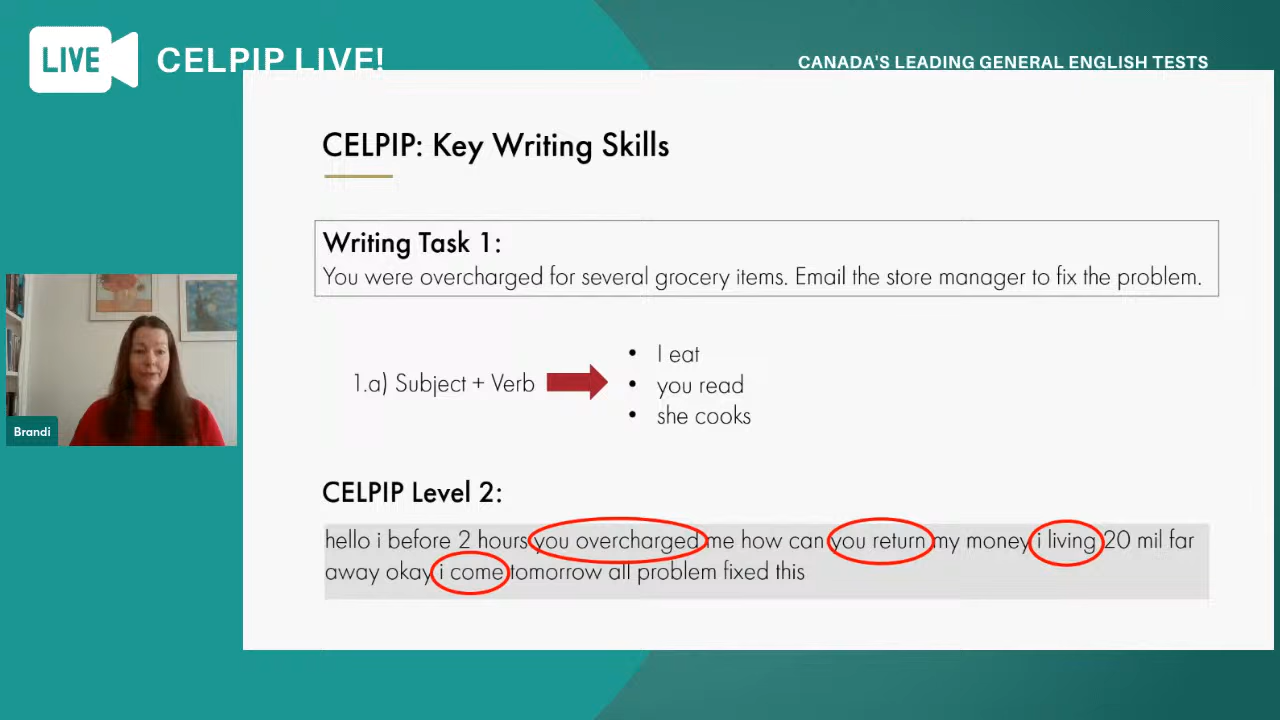 LIVE
CELPIP LIVE!
CANADA'S LEADING GENERAL ENGLISH TESTS
CELPIP: Key Writing Skills
Writing Task 1:
You were overcharged for several grocery items. Email the store manager to fix the problem.
1.a) Subject + Verb
• I eat
• you read
• she cooks
Brandi
CELPIP Level 2:
hello i before 2 hours you overcharged me how can you return my money i living 20 mil far
away okay i come tomorrow all problem fixed this